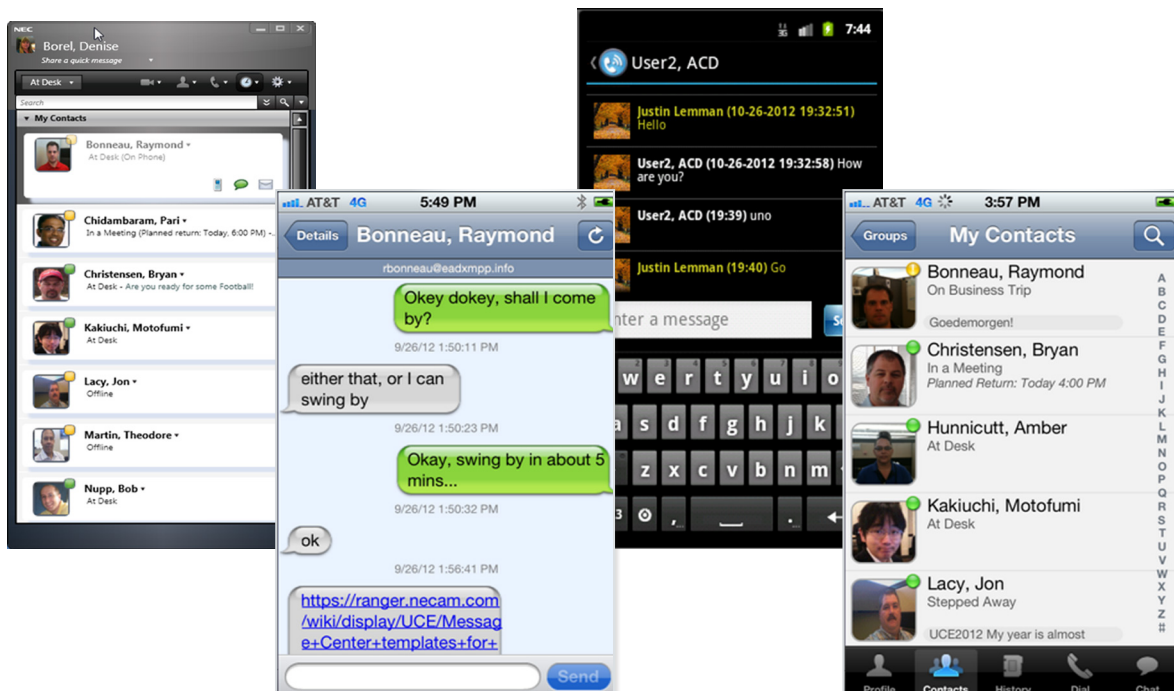 NEC
Borel, Denise
Share a quick message
At Desk
Search
My Contacts
Bonneau, Raymond
At Desk (On Phone)
Chidambaram, Pari
In a Meeting (Planned return: Today, 6:00 PM) -...
Christensen, Bryan
At Desk - Are you ready for some Football!
Kakiuchi, Motofumi
At Desk
Lacy, Jon
Offline
Martin, Theodore
Offline
Nupp, Bob
At Desk
AT&T 4G 5:49 PM
Details Bonneau, Raymond
rbonneau@eadxmpp.info
Okey dokey, shall I come
by?
9/26/12 1:50:11 PM
either that, or I can
swing by
9/26/12 1:50:23 PM
Okay, swing by in about 5
mins...
9/26/12 1:50:32 PM
ok
9/26/12 1:56:41 PM
https://ranger.necam.com
/wiki/display/UCE/Messag
e+Center+templates+for+
Send
3G 7:44
User2, ACD
Justin Lemman (10-26-2012 19:32:51)
Hello
User2, ACD (10-26-2012 19:32:58) How
are you?
User2, ACD (19:39) uno
Justin Lemman (19:40) Go
nter a message
w e r t y u i o
a s d f g h j k
z x c v b n m
3 , .
AT&T 4G 3:57 PM
Groups My Contacts
Bonneau, Raymond
On Business Trip
Goedemorgen!
Christensen, Bryan
In a Meeting
Planned Return: Today 4:00 PM
Hunnicutt, Amber
At Desk
Kakiuchi, Motofumi
At Desk
Lacy, Jon
Stepped Away
UCE2012 My year is almost
A
B
C
D
E
F
G
H
I
J
K
L
M
N
O
P
Q
R
S
T
U
V
W
X
Y
Z
#
Profile Contacts History Dial Chat